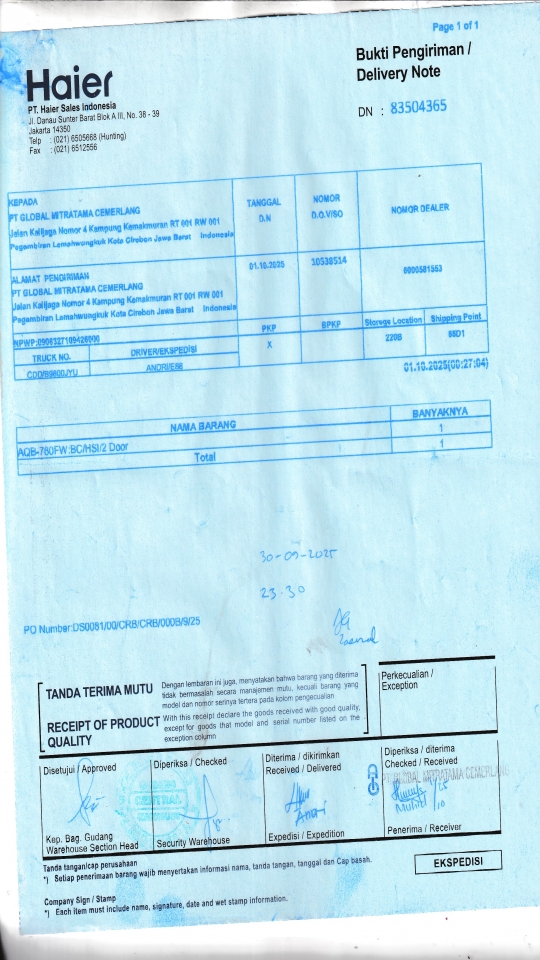 Page 1 of 1
Haier
Bukti Pengiriman /
Delivery Note
PT. Haier Sales Indonesia
Jl. Danau Sunter Barat Blok A III, No. 38 - 39
Jakarta 14350
Telp : (021) 6505668 (Hunting)
Fax : (021) 6512556
DN : 83504365
KEPADA
PT GLOBAL MITRATAMA CEMERLANG
Jalan Kalijaga Nomor 4 Kampung Kamakmuran RT 001 RW 001
Pegambiran Lemahwungkuk Kota Cirebon Jawa Barat Indonesia
TANGGAL
D.N
NOMOR
D.O.V/SO
NOMOR DEALER
ALAMAT PENGIRIMAN
PT GLOBAL MITRATAMA CEMERLANG
Jalan Kalijaga Nomor 4 Kampung Kemakmuran RT 001 RW 001
Pegambiran Lemahwungkuk Kota Cirebon Jawa Barat Indonesia
01.10.2025
10538514
NPWP:0906327109426000
PKP
BPKP
Storage Location
Shipping Point
TRUCK NO.
DRIVER/EKSPEDISI
X
220B
ANDRI/E86
01.10.2025(00:27:04)
NAMA BARANG
BANYAKNYA
AQB-780FW:BC/HSI/2 Door
1
Total
1
30-09-2025
23.30
PO Number:DS0081/00/CRB/CRB/000B/9/25
TANDA TERIMA MUTU
Dengan lembaran ini juga, menyatakan bahwa barang yang diterima
tidak bermasalah secara manajemen mutu, kecuali barang yang
model dan nomor serinya tertera pada kolom pengecualian
RECEIPT OF PRODUCT
QUALITY
With this receipt declare the goods received with good quality,
except for goods that model and serial number listed on the
exception column
Perkecualian /
Exception
Disetujui / Approved
Diperiksa / Checked
Diterima / dikirimkan
Received / Delivered
Diperiksa / diterima
Checked / Received
PT GLOBAL MITRATAMA CEMERLANG
CENTRAL
Andri
Kep. Bag. Gudang
Warehouse Section Head
Security Warehouse
Expedisi / Expedition
Penerima / Receiver
Tanda tangan/cap perusahaan
*) Setiap penerimaan barang wajib menyertakan informasi nama, tanda tangan, tanggal dan Cap basah.
EKSPEDISI
Company Sign / Stamp
*) Each item must include name, signature, date and wet stamp information.